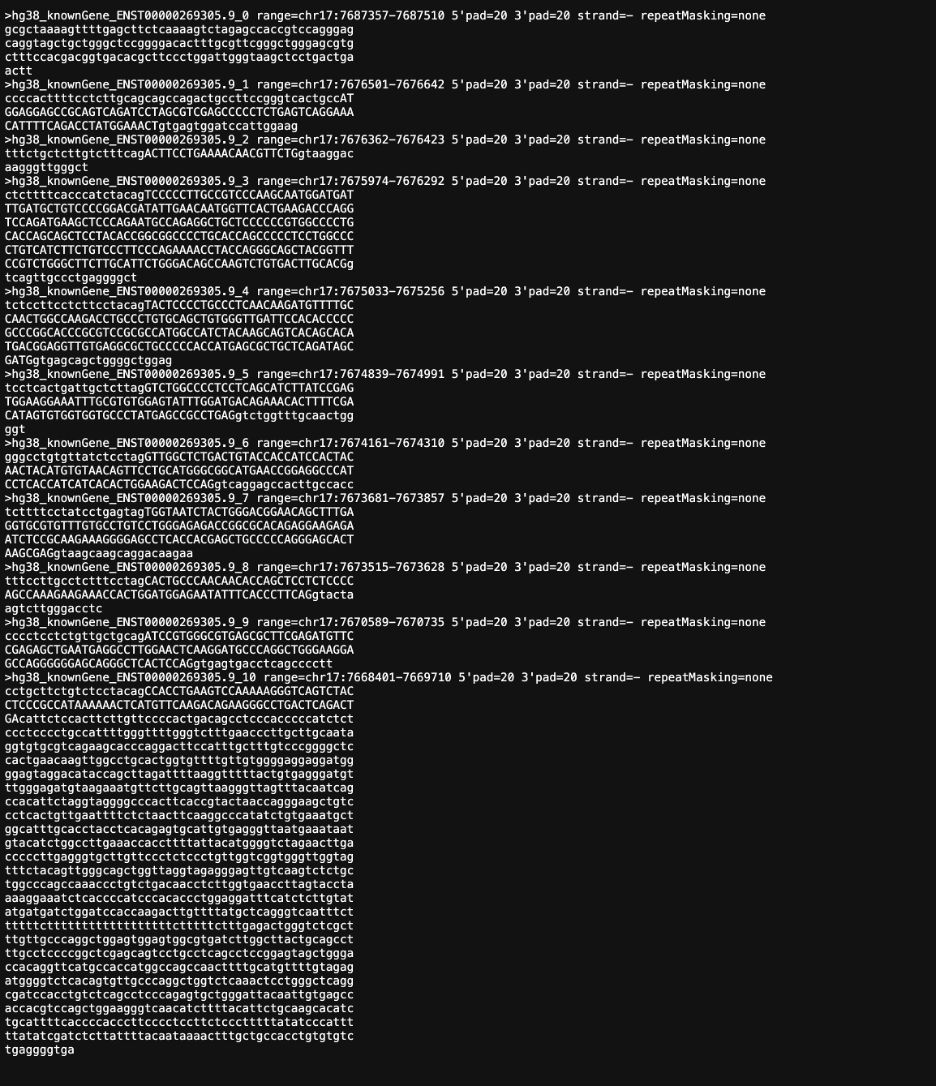 >hg38_knownGene_ENST00000269305.9_0 range=chr17:7687357-7687510 5'pad=20 3'pad=20 strand=- repeatMasking=none
gcgctaaaagttttgagcttctcaaaagtctagagccaccgtccagggag
caggtagctgctgggctccggggacactttgcgttcgggctgggagcgtg
ctttccacgacggtgacacgcttccctggattgggtaagctcctgactga
actt
>hg38_knownGene_ENST00000269305.9_1 range=chr17:7676501-7676642 5'pad=20 3'pad=20 strand=- repeatMasking=none
ccccacttttcctcttgcagcagccagactgccttccgggtcactgccAT
GGAGGAGCCGCAGTCAGATCCTAGCGTCGAGCCCCCTCTGAGTCAGGAAA
CATTTTCAGACCTATGGAAACTgtgagtggatccattggaag
>hg38_knownGene_ENST00000269305.9_2 range=chr17:7676362-7676423 5'pad=20 3'pad=20 strand=- repeatMasking=none
tttctgctcttgtctttcagACTTCCTGAAAACAACGTTCTGgtaaggac
aagggttgggct
>hg38_knownGene_ENST00000269305.9_3 range=chr17:7675974-7676292 5'pad=20 3'pad=20 strand=- repeatMasking=none
ctcttttcacccatctacagTCCCCCTTGCCGTCCCAAGCAATGGATGAT
TTGATGCTGTCCCCGGACGATATTGAACAATGGTTCACTGAAGACCCAGG
TCCAGATGAAGCTCCCAGAATGCCAGAGGCTGCTCCCCCCGTGGCCCCTG
CACCAGCAGCTCCTACACCGGCGGCCCCTGCACCAGCCCCCTCCTGGCCC
CTGTCATCTTCTGTCCCTTCCCAGAAAACCTACCAGGGCAGCTACGGTTT
CCGTCTGGGCTTCTTGCATTCTGGGACAGCCAAGTCTGTGACTTGCACGg
tcagttgccctgaggggct
>hg38_knownGene_ENST00000269305.9_4 range=chr17:7675033-7675256 5'pad=20 3'pad=20 strand=- repeatMasking=none
tctccttcctcttcctacagTACTCCCCTGCCCTCAACAAGATGTTTTGC
CAACTGGCCAAGACCTGCCCTGTGCAGCTGTGGGTTGATTCCACACCCCC
GCCCGGCACCCGCGTCCGCGCCATGGCCATCTACAAGCAGTCACAGCACA
TGACGGAGGTTGTGAGGCGCTGCCCCCACCATGAGCGCTGCTCAGATAGC
GATGgtgagcagctggggctggag
>hg38_knownGene_ENST00000269305.9_5 range=chr17:7674839-7674991 5'pad=20 3'pad=20 strand=- repeatMasking=none
tcctcactgattgctcttagGTCTGGCCCCTCCTCAGCATCTTATCCGAG
TGGAAGGAAATTTGCGTGTGGAGTATTTGGATGACAGAAACACTTTTCGA
CATAGTGTGGTGGTGCCCTATGAGCCGCCTGAGgtctggtttgcaactgg
ggt
>hg38_knownGene_ENST00000269305.9_6 range=chr17:7674161-7674310 5'pad=20 3'pad=20 strand=- repeatMasking=none
gggcctgtgttatctcctagGTTGGCTCTGACTGTACCACCATCCACTAC
AACTACATGTGTAACAGTTCCTGCATGGGCGGCATGAACCGGAGGCCCAT
CCTCACCATCATCACACTGGAAGACTCCAGgtcaggagccacttgccacc
>hg38_knownGene_ENST00000269305.9_7 range=chr17:7673681-7673857 5'pad=20 3'pad=20 strand=- repeatMasking=none
tcttttcctatcctgagtagTGGTAATCTACTGGGACGGAACAGCTTTGA
GGTGCGTGTTTGTGCCTGTCCTGGGAGAGACCGGCGCACAGAGGAAGAGA
ATCTCCGCAAGAAAGGGGAGCCTCACCACGAGCTGCCCCCAGGGAGCACT
AAGCGAGgtaagcaagcaggacaagaa
>hg38_knownGene_ENST00000269305.9_8 range=chr17:7673515-7673628 5'pad=20 3'pad=20 strand=- repeatMasking=none
tttccttgcctctttcctagCACTGCCCAACAACACCAGCTCCTCTCCCC
AGCCAAAGAAGAAACCACTGGATGGAGAATATTTCACCCTTCAGgtacta
agtcttgggacctc
>hg38_knownGene_ENST00000269305.9_9 range=chr17:7670589-7670735 5'pad=20 3'pad=20 strand=- repeatMasking=none
cccctcctctgttgctgcagATCCGTGGGCGTGAGCGCTTCGAGATGTTC
CGAGAGCTGAATGAGGCCTTGGAACTCAAGGATGCCCAGGCTGGGAAGGA
GCCAGGGGGGAGCAGGGCTCACTCCAGgtgagtgacctcagcccctt
>hg38_knownGene_ENST00000269305.9_10 range=chr17:7668401-7669710 5'pad=20 3'pad=20 strand=- repeatMasking=none
cctgcttctgtctcctacagCCACCTGAAGTCCAAAAAGGGTCAGTCTAC
CTCCCGCCATAAAAAACTCATGTTCAAGACAGAAGGGCCTGACTCAGACT
GAcattctccacttcttgttccccactgacagcctcccacccccatctct
ccctcccctgccattttgggttttgggtctttgaacccttgcttgcaata
ggtgtgcgtcagaagcacccaggacttccatttgctttgtcccggggctc
cactgaacaagttggcctgcactggtgttttgttgtggggaggaggatgg
ggagtaggacataccagcttagattttaaggtttttactgtgagggatgt
ttgggagatgtaagaaatgttcttgcagttaagggttagtttacaatcag
ccacattctaggtaggggcccacttcaccgtactaaccagggaagctgtc
cctcactgttgaattttctctaacttcaaggcccatatctgtgaaatgct
ggcatttgcacctacctcacagagtgcattgtgagggttaatgaaataat
gtacatctggccttgaaaccaccttttattacatggggtctagaacttga
cccccttgagggtgcttgttccctctccctgttggtcggtgggttggtag
tttctacagttgggcagctggttaggtagagggagttgtcaagtctctgc
tggcccagccaaaccctgtctgacaacctcttggtgaaccttagtaccta
aaaggaaatctcaccccatcccacaccctggaggatttcatctcttgtat
atgatgatctggatccaccaagacttgttttatgctcagggtcaatttct
tttttctttttttttttttttttttctttttctttgagactgggtctcgct
ttgttgcccaggctggagtggagtggcgtgatcttggcttactgcagcct
ttgcctccccggctcgagcagtcctgcctcagcctccggagtagctggga
ccacaggttcatgccaccatggccagccaacttttgcatgttttgtagag
atggggtctcacagtgttgcccaggctggtctcaaactcctgggctcagg
cgatccacctgtctcagcctcccagagtgctgggattacaattgtgagcc
accacgtccagctggaagggtcaacatcttttacattctgcaagcacatc
tgcattttcaccccacccttcccctccttctccctttttatatcccattt
ttatatcgatctcttattttacaataaaactttgctgccacctgtgtgtc
tgaggggtga